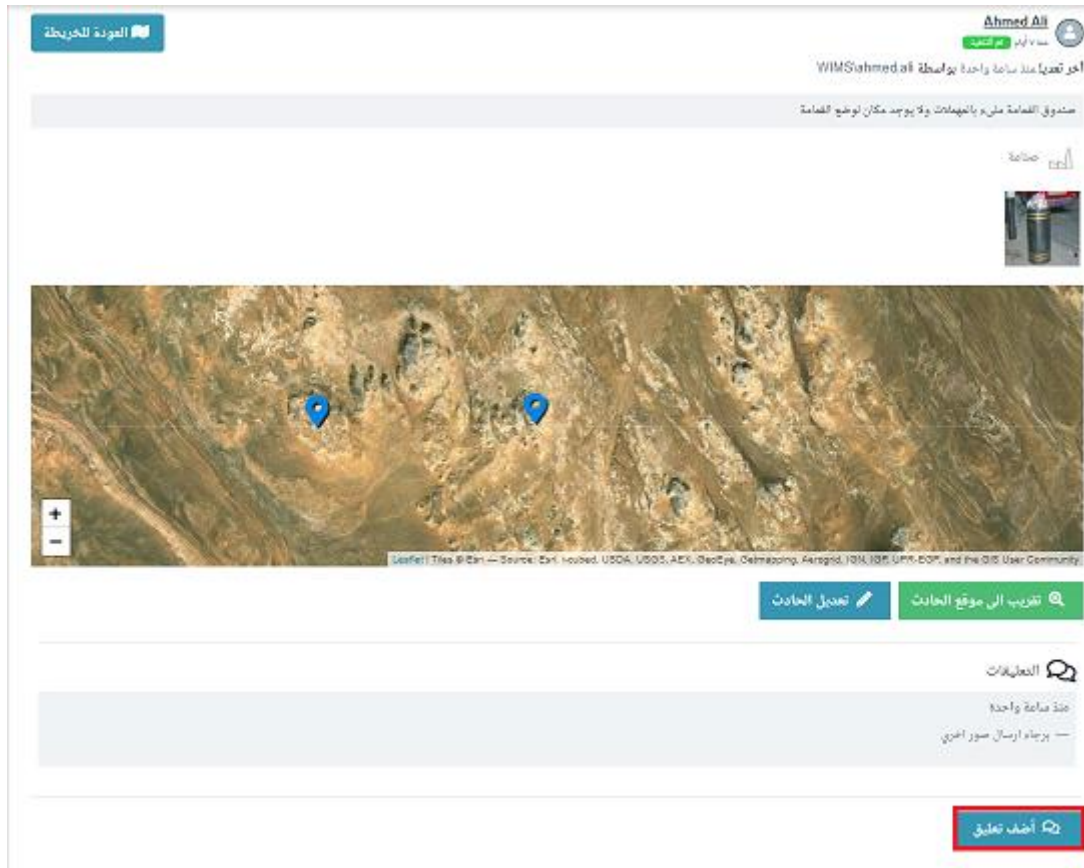 العودة للخريطة
Ahmed Ali
تم التنفيذ
آخر تعديل منذ ساعة واحدة بواسطة WIMS\ahmed.ali
صندوق القمامة مليء بالمهملات ولا يوجد مكان لوضع القمامة
صناعة
+
−
Leaflet | Tiles © Esri — Source: Esri, i-cubed, USDA, USGS, AEX, GeoEye, Getmapping, Aerogrid, IGN, IGP, UPR-EGP, and the GIS User Community
تقريب الى موقع الحادث
تعديل الحادث
التعليقات
منذ ساعة واحدة
— برجاء ارسال صور اخري
أضف تعليق